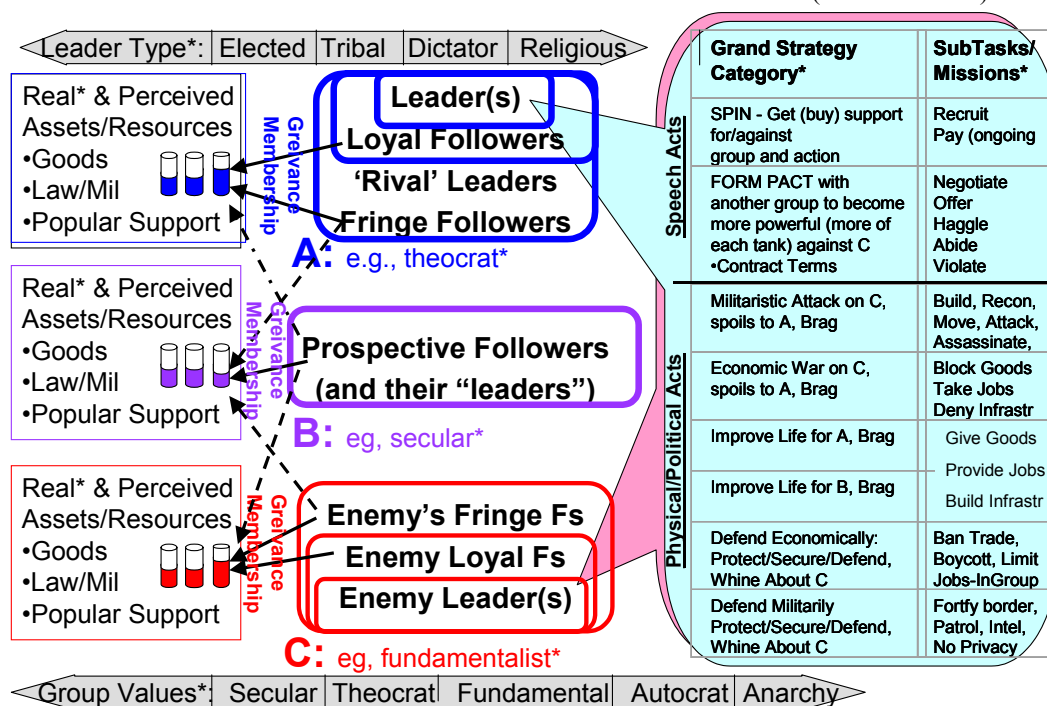 Leader Type*: Elected Tribal Dictator Religious
Real* & Perceived
Assets/Resources
•Goods
•Law/Mil
•Popular Support
Greivance
Membership
Leader(s)
Loyal Followers
‘Rival’ Leaders
Fringe Followers
A: e.g., theocrat*
Real* & Perceived
Assets/Resources
•Goods
•Law/Mil
•Popular Support
Greivance
Membership
Prospective Followers
(and their “leaders”)
B: eg, secular*
Real* & Perceived
Assets/Resources
•Goods
•Law/Mil
•Popular Support
Greivance
Membership
Enemy’s Fringe Fs
Enemy Loyal Fs
Enemy Leader(s)
C: eg, fundamentalist*
Group Values*: Secular Theocrat Fundamental Autocrat Anarchy
Speech Acts
Physical/Political Acts
Grand Strategy
Category*
SubTasks/
Missions*
SPIN - Get (buy) support
for/against
group and action
Recruit
Pay (ongoing
FORM PACT with
another group to become
more powerful (more of
each tank) against C
•Contract Terms
Negotiate
Offer
Haggle
Abide
Violate
Militaristic Attack on C,
spoils to A, Brag
Build, Recon,
Move, Attack,
Assassinate,
Economic War on C,
spoils to A, Brag
Block Goods
Take Jobs
Deny Infrastr
Improve Life for A, Brag
Improve Life for B, Brag
Give Goods
Provide Jobs
Build Infrastr
Defend Economically:
Protect/Secure/Defend,
Whine About C
Ban Trade,
Boycott, Limit
Jobs-InGroup
Defend Militarily
Protect/Secure/Defend,
Whine About C
Fortfy border,
Patrol, Intel,
No Privacy